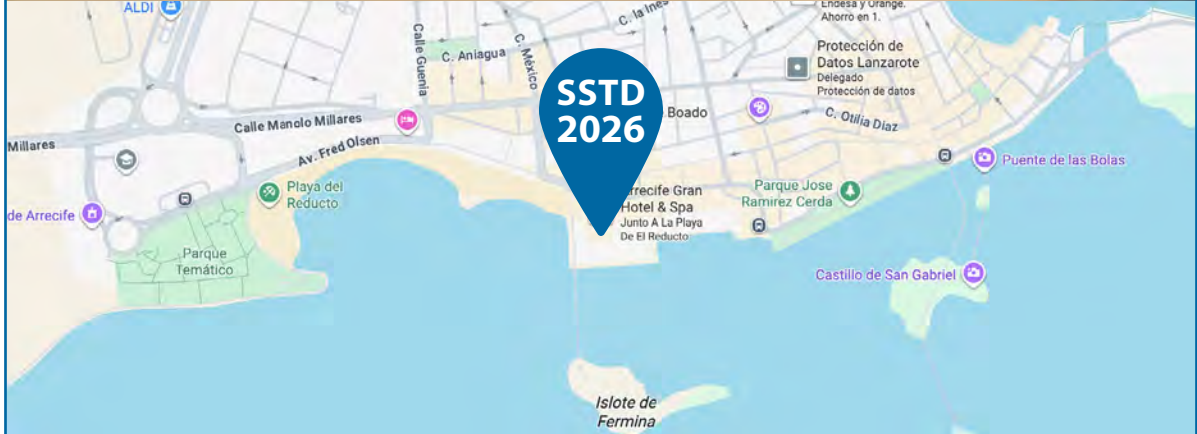 ALDI
C. la Ines
Endesa y Orange.
Ahorro en 1.
Calle Guenia
C. Aniagua
C. México
Protección de
Datos Lanzarote
Delegado
Protección de datos
SSTD
2026
Boado
C. Otilia Díaz
Calle Manolo Millares
Millares
Av. Fred Olsen
Puente de las Bolas
Playa del
Reducto
Arrecife Gran
Hotel & Spa
Junto A La Playa
De El Reducto
Parque Jose
Ramirez Cerda
de Arrecife
Parque
Temático
Castillo de San Gabriel
Islote de
Fermina